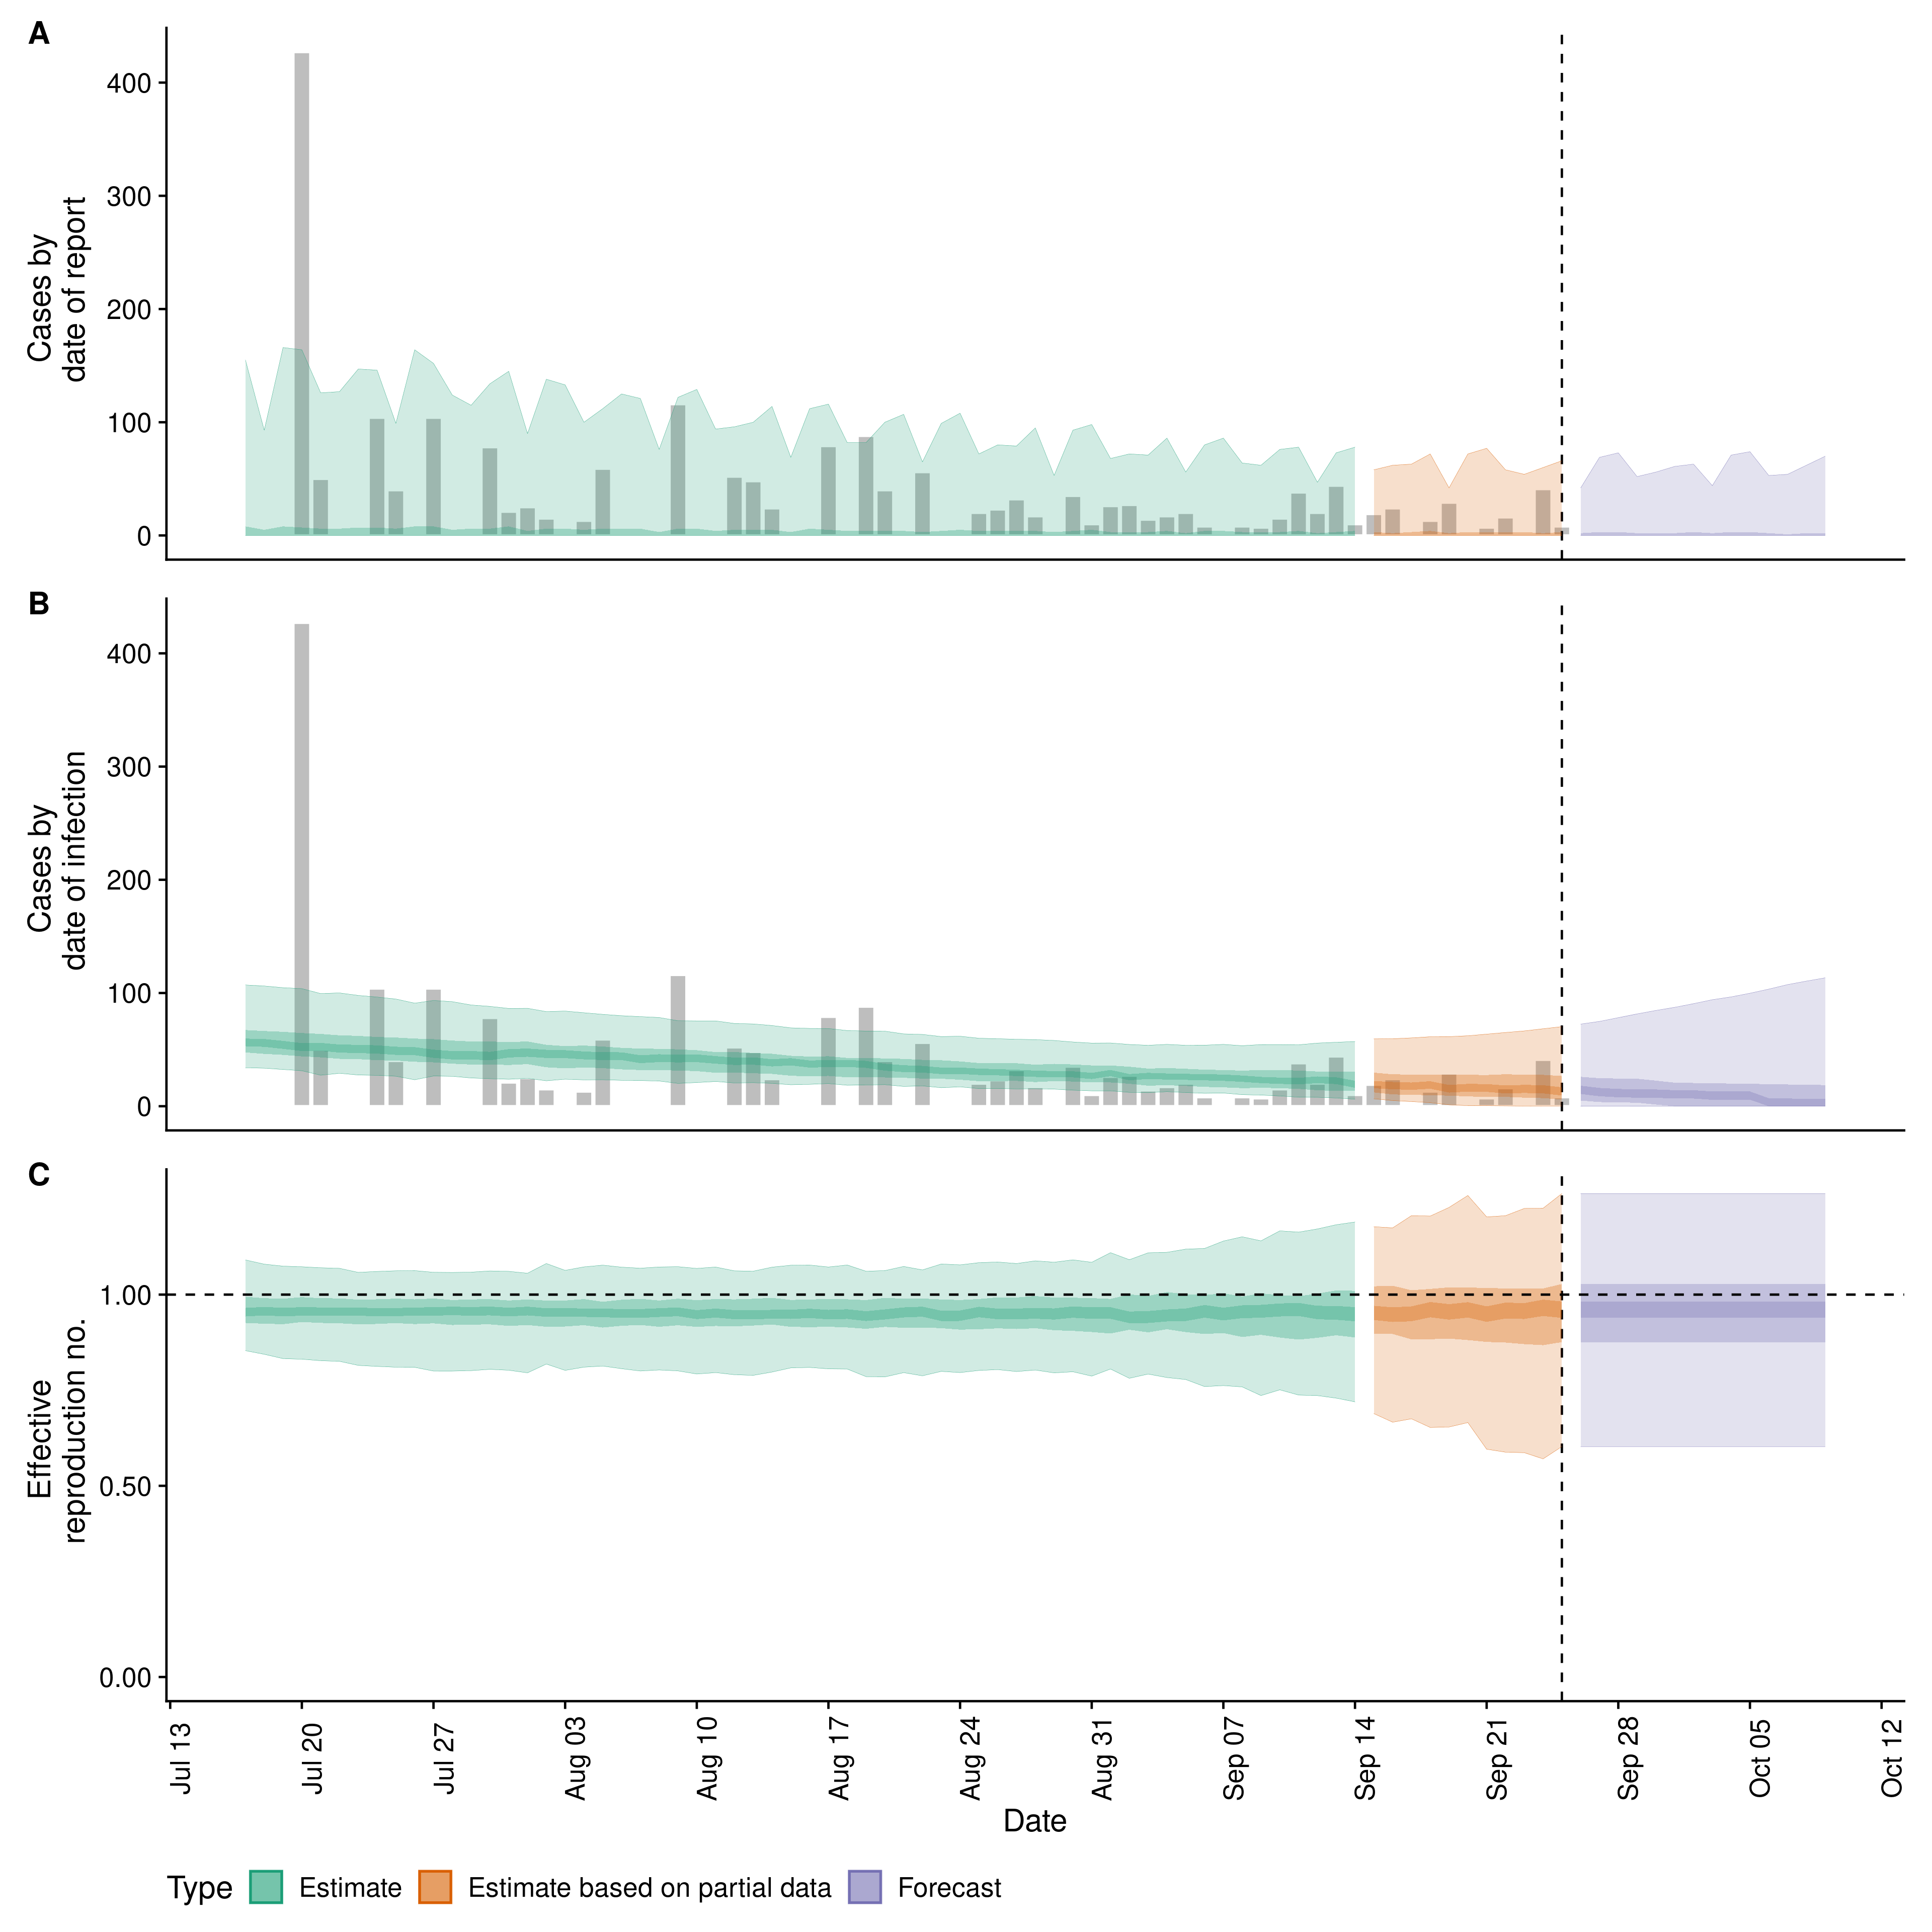 A
Cases by
date of report
400
300
200
100
0
B
Cases by
date of infection
400
300
200
100
0
C
Effective
reproduction no.
1.00
0.50
0.00
Jul 13
Jul 20
Jul 27
Aug 03
Aug 10
Aug 17
Aug 24
Aug 31
Sep 07
Sep 14
Sep 21
Sep 28
Oct 05
Oct 12
Date
Type Estimate Estimate based on partial data Forecast